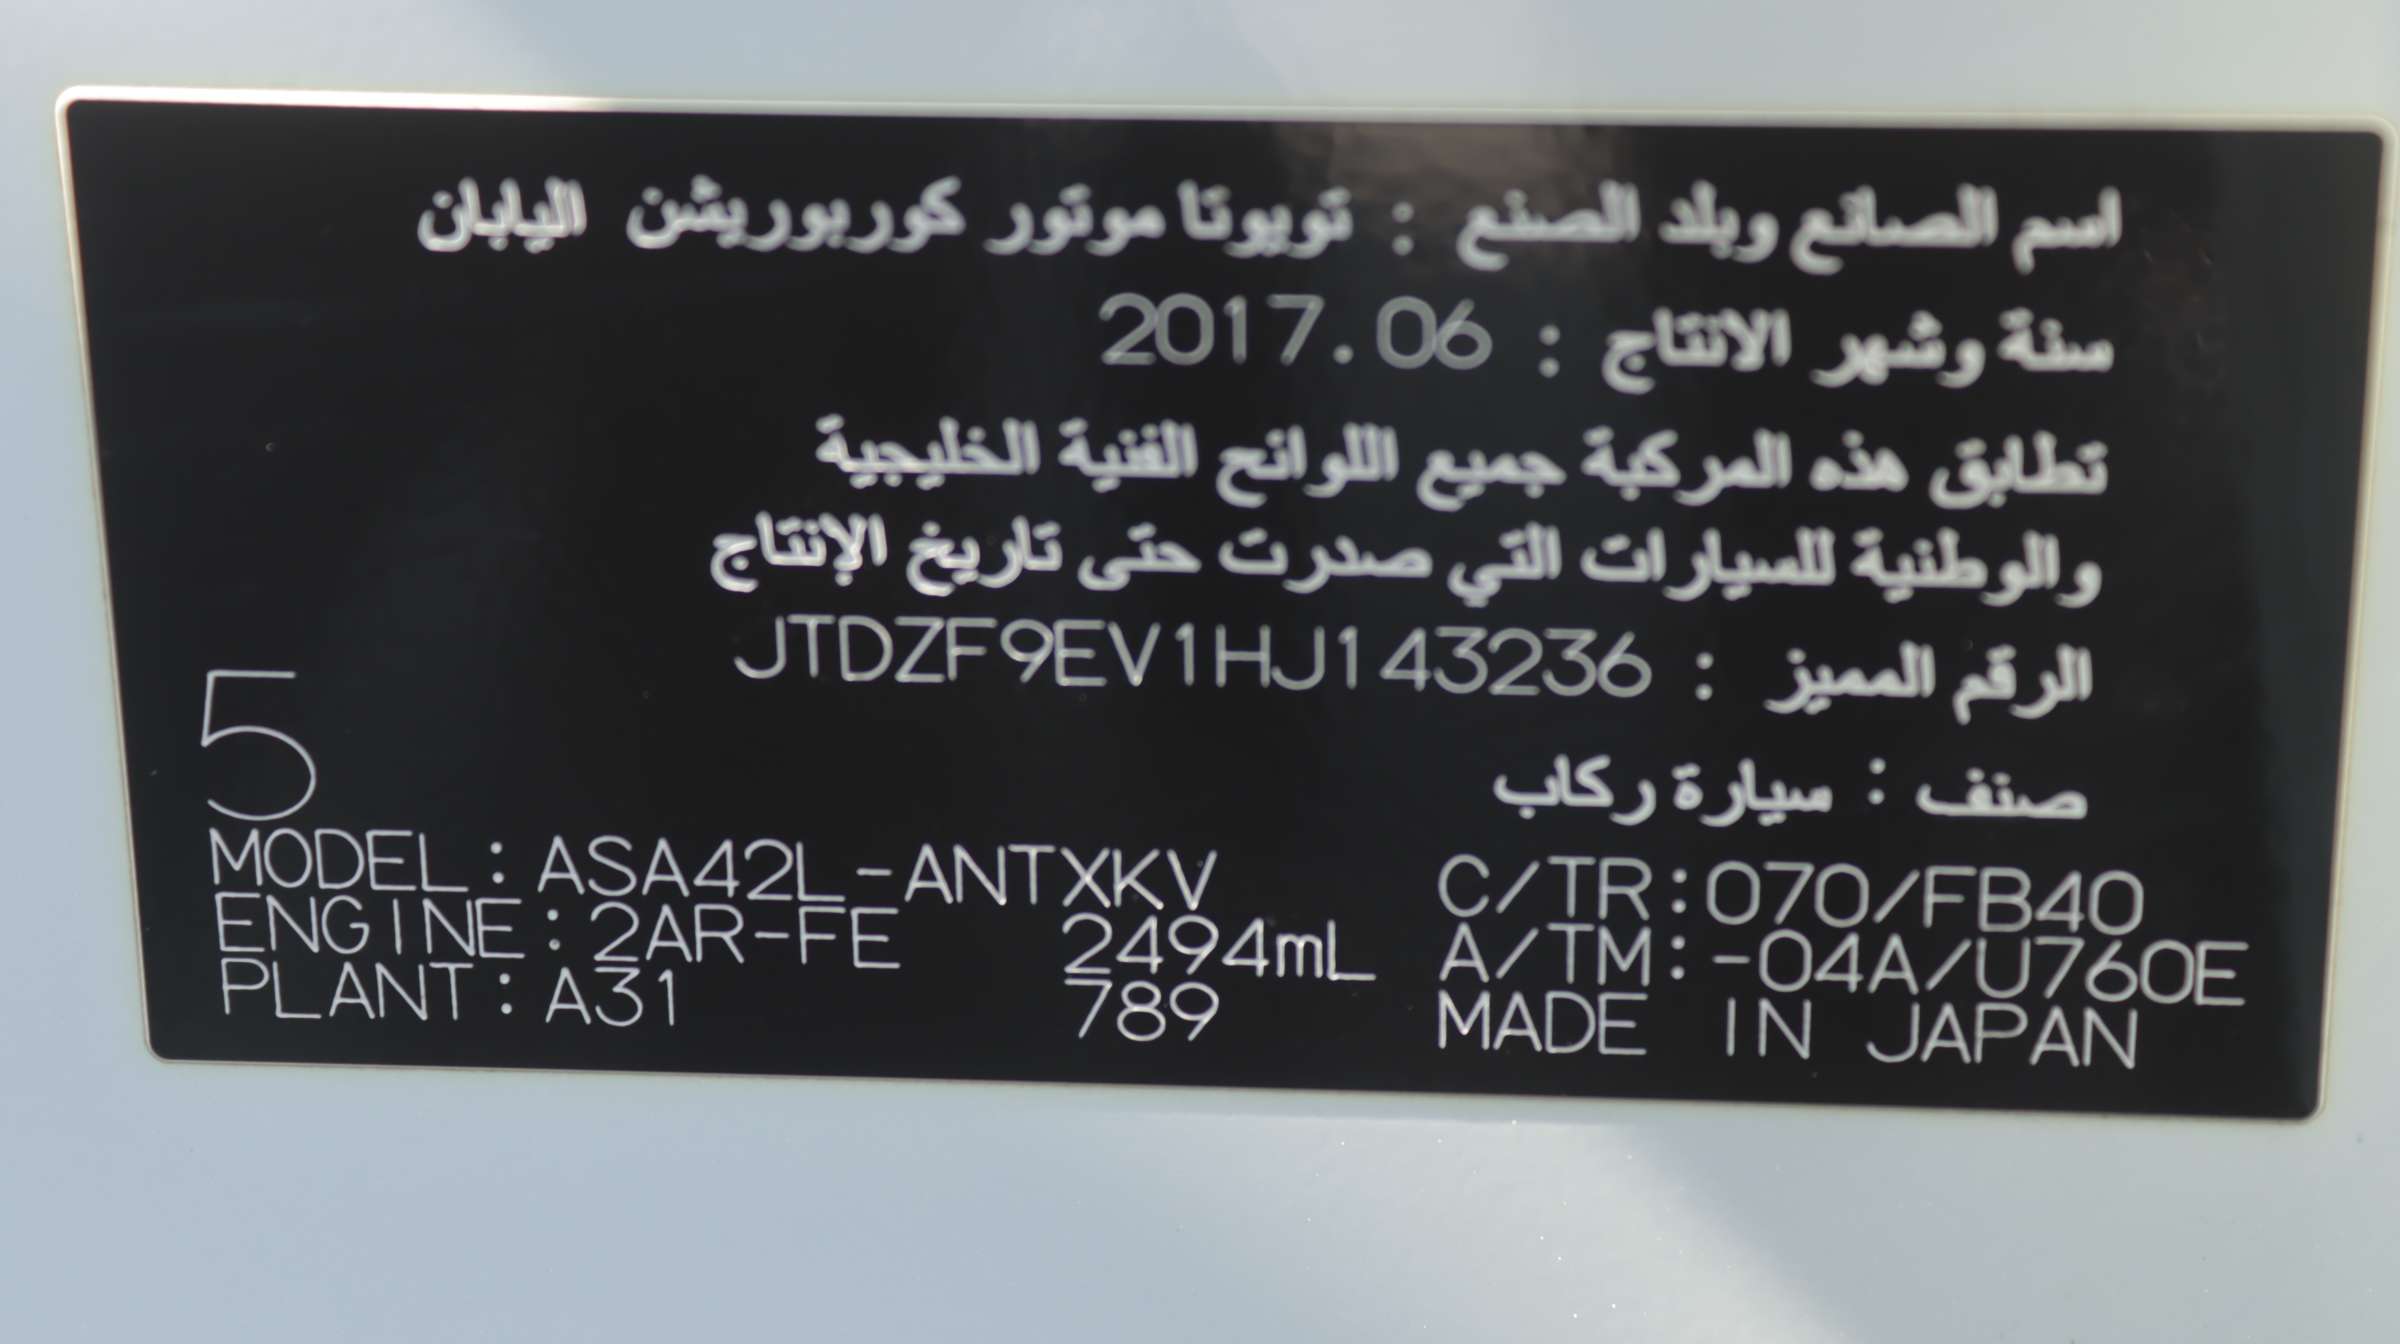 اسم الصانع وبلد الصنع : تويوتا موتور كوربوريشن اليابان
سنة وشهر الانتاج : 2017.06
تطابق هذه المركبة جميع اللوائح الفنية الخليجية
والوطنية للسيارات التي صدرت حتى تاريخ الإنتاج
الرقم المميز : JTDZF9EV1HJ143236
صنف : سيارة ركاب
5
MODEL:ASA42L-ANTXKV C/TR:070/FB40
ENGINE:2AR-FE 2494mL A/TM:-04A/U760E
PLANT:A31 789 MADE IN JAPAN